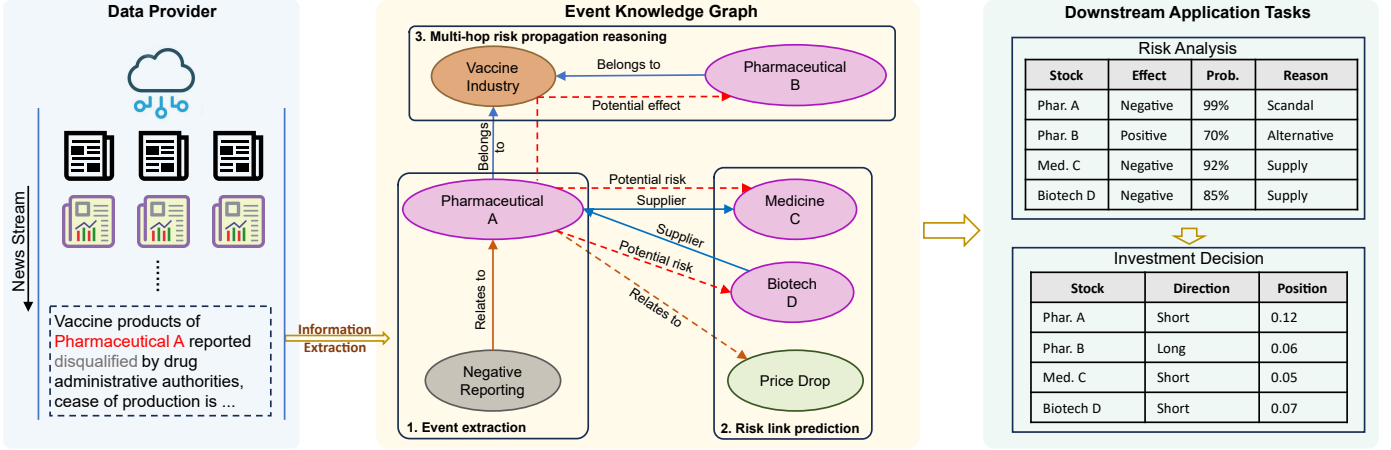 Data Provider
News Stream
Vaccine products of
Pharmaceutical A reported
disqualified by drug
administrative authorities,
cease of production is ...
Information
Extraction
Event Knowledge Graph
3. Multi-hop risk propagation reasoning
Vaccine
Industry
Belongs to
Pharmaceutical
B
Potential effect
Belongs
to
Pharmaceutical
A
Potential risk
Supplier
Medicine
C
Supplier
Potential risk
Biotech
D
Relates to
Relates to
Negative
Reporting
Price Drop
1. Event extraction
2. Risk link prediction
Downstream Application Tasks
Risk Analysis
Stock Effect Prob. Reason
Phar. A Negative 99% Scandal
Phar. B Positive 70% Alternative
Med. C Negative 92% Supply
Biotech D Negative 85% Supply
Investment Decision
Stock Direction Position
Phar. A Short 0.12
Phar. B Long 0.06
Med. C Short 0.05
Biotech D Short 0.07